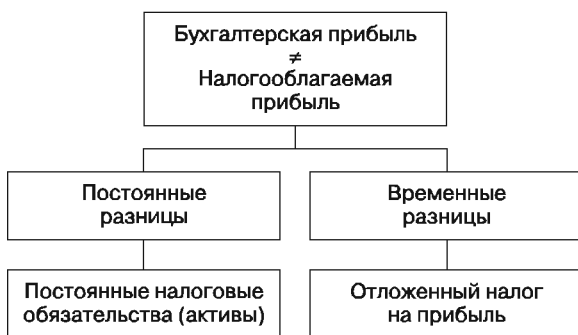 Бухгалтерская прибыль
≠
Налогооблагаемая
прибыль
Постоянные
разницы
Временные
разницы
Постоянные налоговые
обязательства (активы)
Отложенный налог
на прибыль